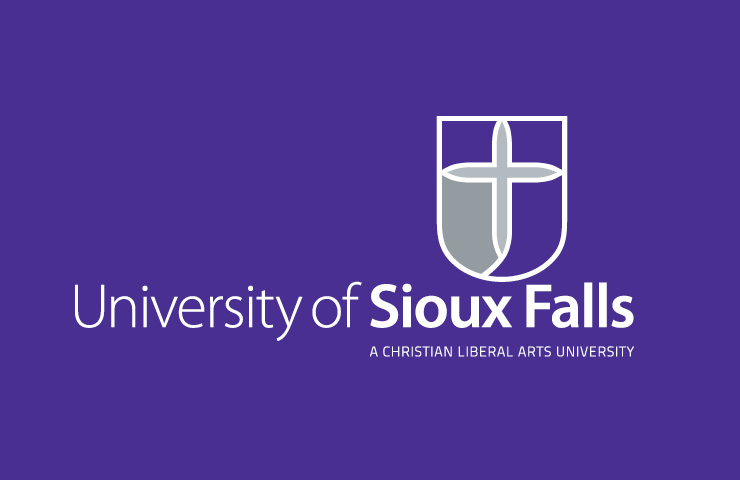 University of Sioux Falls
A CHRISTIAN LIBERAL ARTS UNIVERSITY